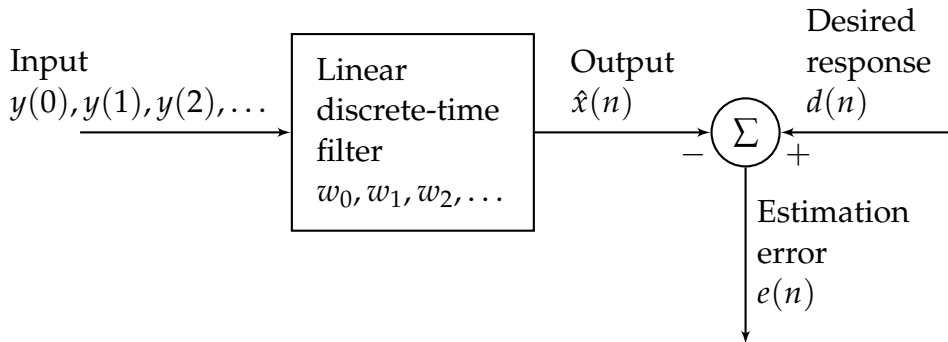 Input
y(0), y(1), y(2), . . .
Linear
discrete-time
filter
w₀, w₁, w₂, . . .
Output
x̂(n)
Desired
response
d(n)
−
Σ
+
Estimation
error
e(n)